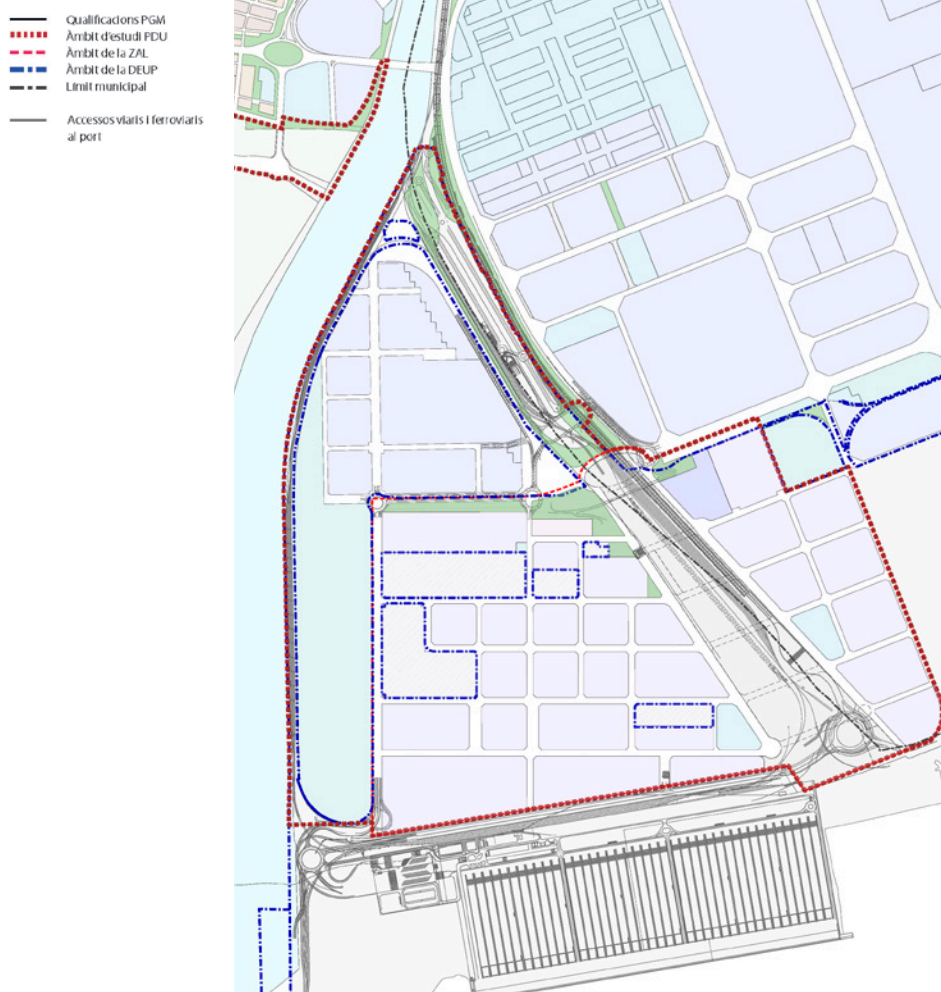 Qualificacions PGM
Àmbit d'estudi PDU
Àmbit de la ZAL
Àmbit de la DEUP
Límit municipal
Accessos viaris i ferroviaris
al port